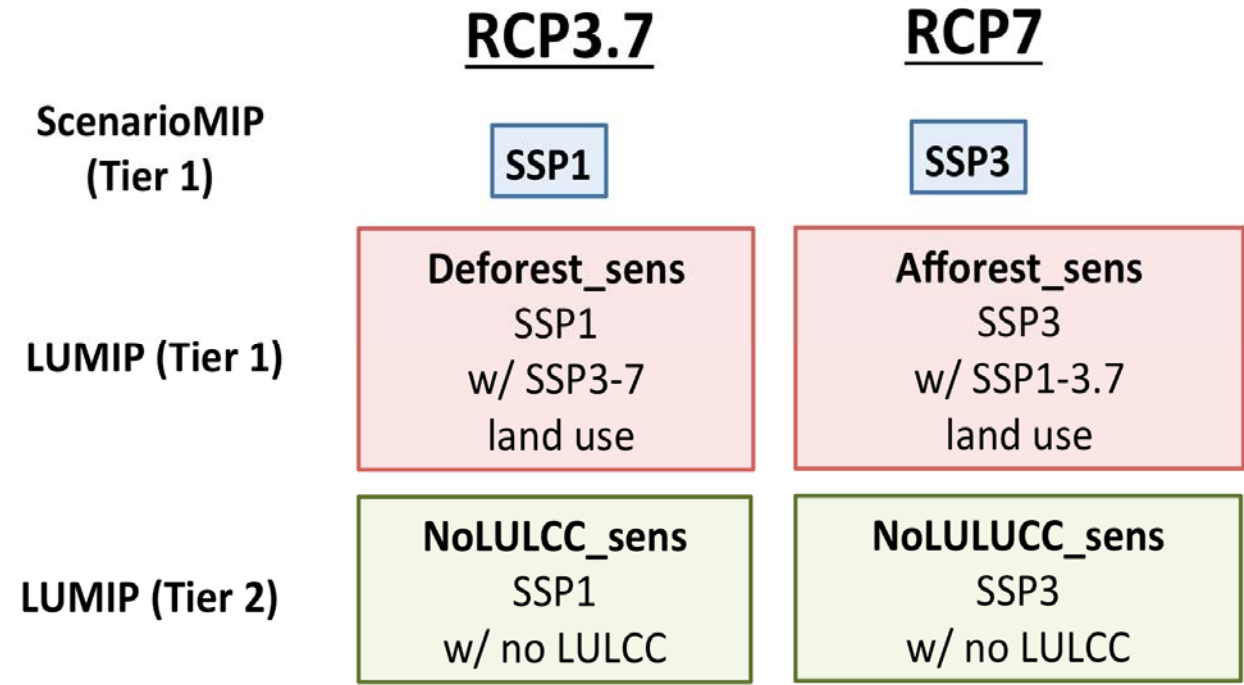 RCP3.7
RCP7
ScenarioMIP
(Tier 1)
SSP1
SSP3
LUMIP (Tier 1)
Deforest_sens
SSP1
w/ SSP3-7
land use
Afforest_sens
SSP3
w/ SSP1-3.7
land use
LUMIP (Tier 2)
NoLULCC_sens
SSP1
w/ no LULCC
NoLULUCC_sens
SSP3
w/ no LULCC